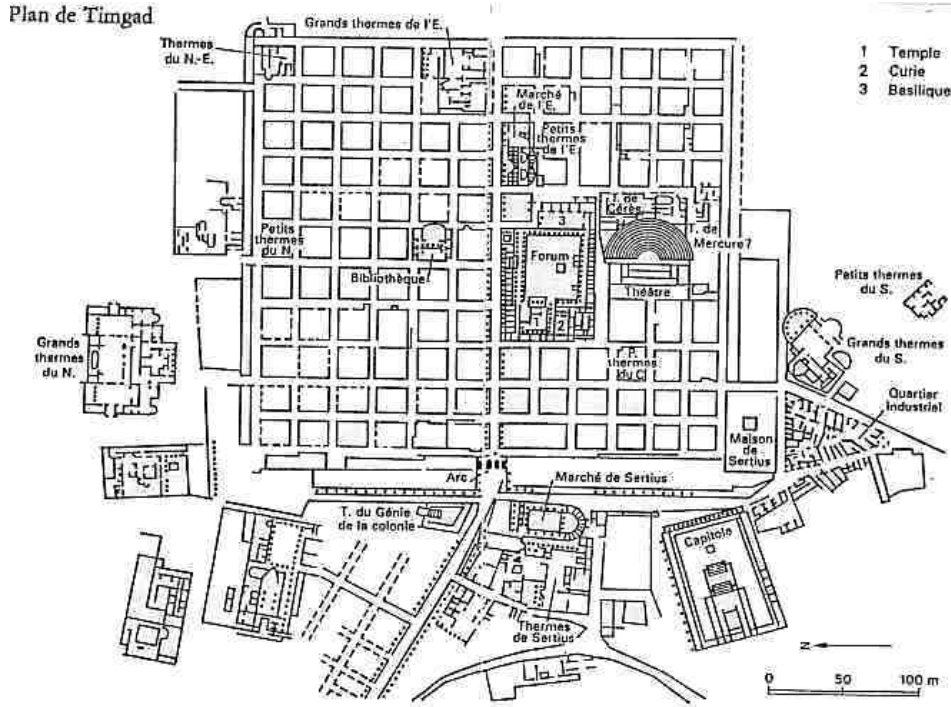 Plan de Timgad
Grands thermes de l'E.
Thermes
du N.-E.
1 Temple
2 Curie
3 Basilique
Marché
de l'E.
Petits
thermes
de l'E.
T. de
Cérès
T. de
Mercure?
3
Forum
Petits
thermes
du N.
Bibliothèque
Théâtre
1
2
Petits thermes
du S.
Grands
thermes
du N.
Grands thermes
du S.
P.
thermes
du C.
Quartier
industriel
Maison
de
Sertius
Arc
Marché de Sertius
T. du Génie
de la colonie
Capitole
Thermes
de Sertius
N
0 50 100 m